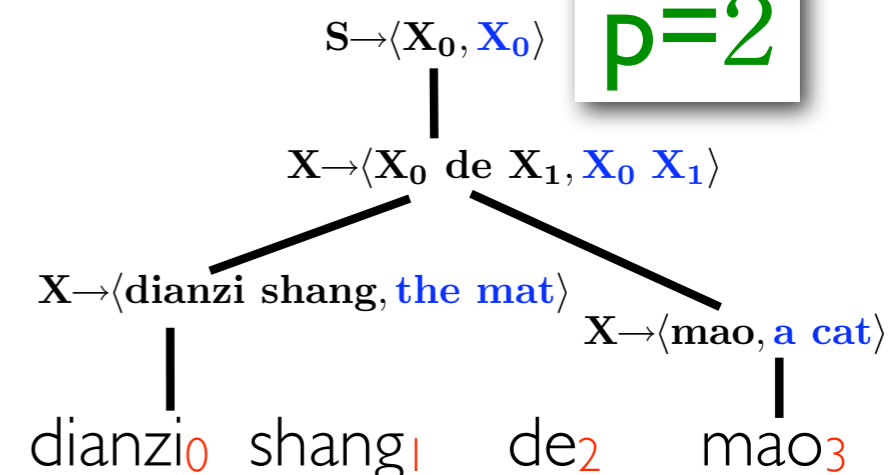 S→⟨X₀, X₀⟩
p=2
X→⟨X₀ de X₁, X₀ X₁⟩
X→⟨dianzi shang, the mat⟩
X→⟨mao, a cat⟩
dianzi₀ shang₁ de₂ mao₃